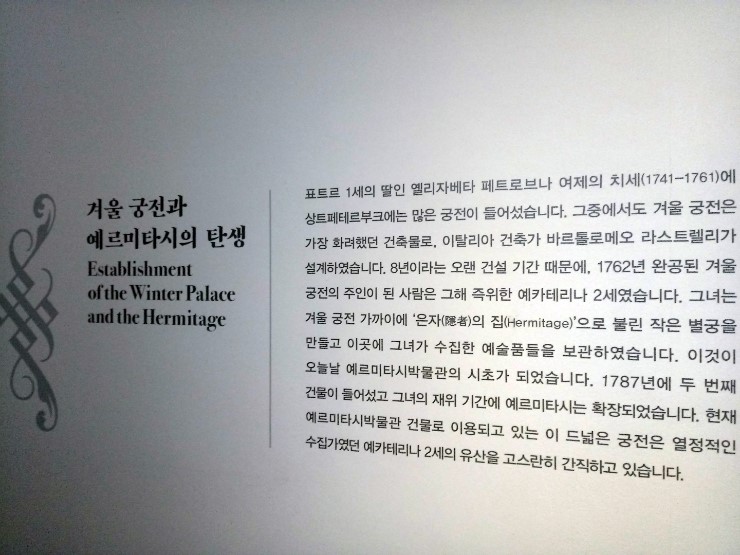 겨울 궁전과
예르미타시의 탄생
Establishment
of the Winter Palace
and the Hermitage
표트르 1세의 딸인 옐리자베타 페트로브나 여제의 치세(1741–1761)에
상트페테르부크에는 많은 궁전이 들어섰습니다. 그중에서도 겨울 궁전은
가장 화려했던 건축물로, 이탈리아 건축가 바르톨로메오 라스트렐리가
설계하였습니다. 8년이라는 오랜 건설 기간 때문에, 1762년 완공된 겨울
궁전의 주인이 된 사람은 그해 즉위한 예카테리나 2세였습니다. 그녀는
겨울 궁전 가까이에 ‘은자(隱者)의 집(Hermitage)’으로 불린 작은 별궁을
만들고 이곳에 그녀가 수집한 예술품들을 보관하였습니다. 이것이
오늘날 예르미타시박물관의 시초가 되었습니다. 1787년에 두 번째
건물이 들어섰고 그녀의 재위 기간에 예르미타시는 확장되었습니다. 현재
예르미타시박물관 건물로 이용되고 있는 이 드넓은 궁전은 열정적인
수집가였던 예카테리나 2세의 유산을 고스란히 간직하고 있습니다.